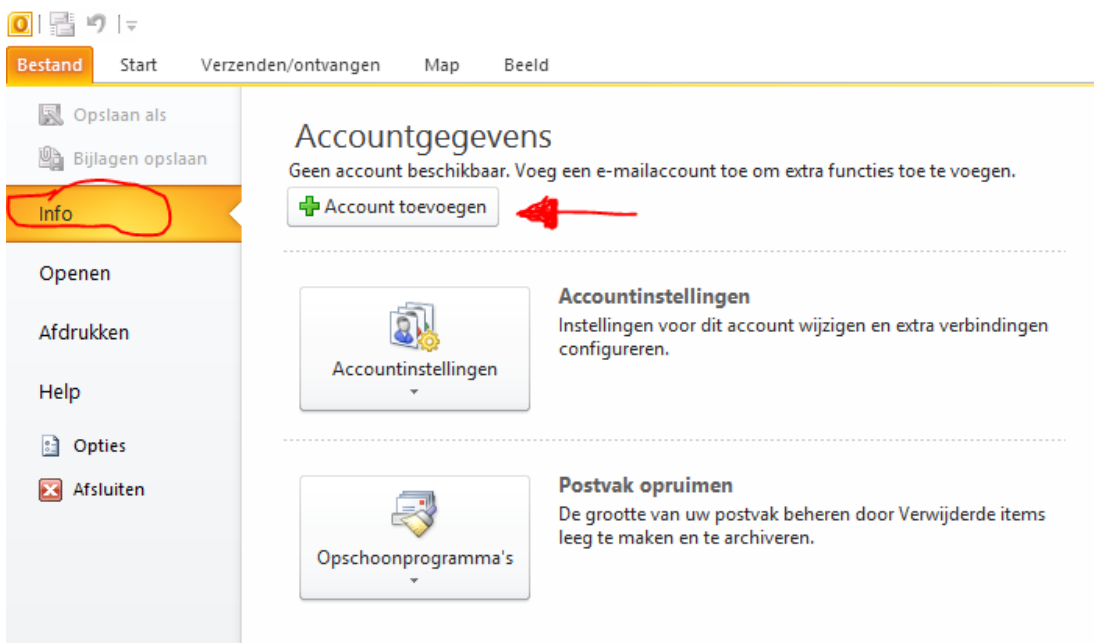 Bestand Start Verzenden/ontvangen Map Beeld
Opslaan als
Bijlagen opslaan
Info
Openen
Afdrukken
Help
Opties
Afsluiten
Accountgegevens
Geen account beschikbaar. Voeg een e-mailaccount toe om extra functies toe te voegen.
Account toevoegen
Accountinstellingen
Accountinstellingen
Instellingen voor dit account wijzigen en extra verbindingen
configureren.
Opschoonprogramma's
Postvak opruimen
De grootte van uw postvak beheren door Verwijderde items
leeg te maken en te archiveren.